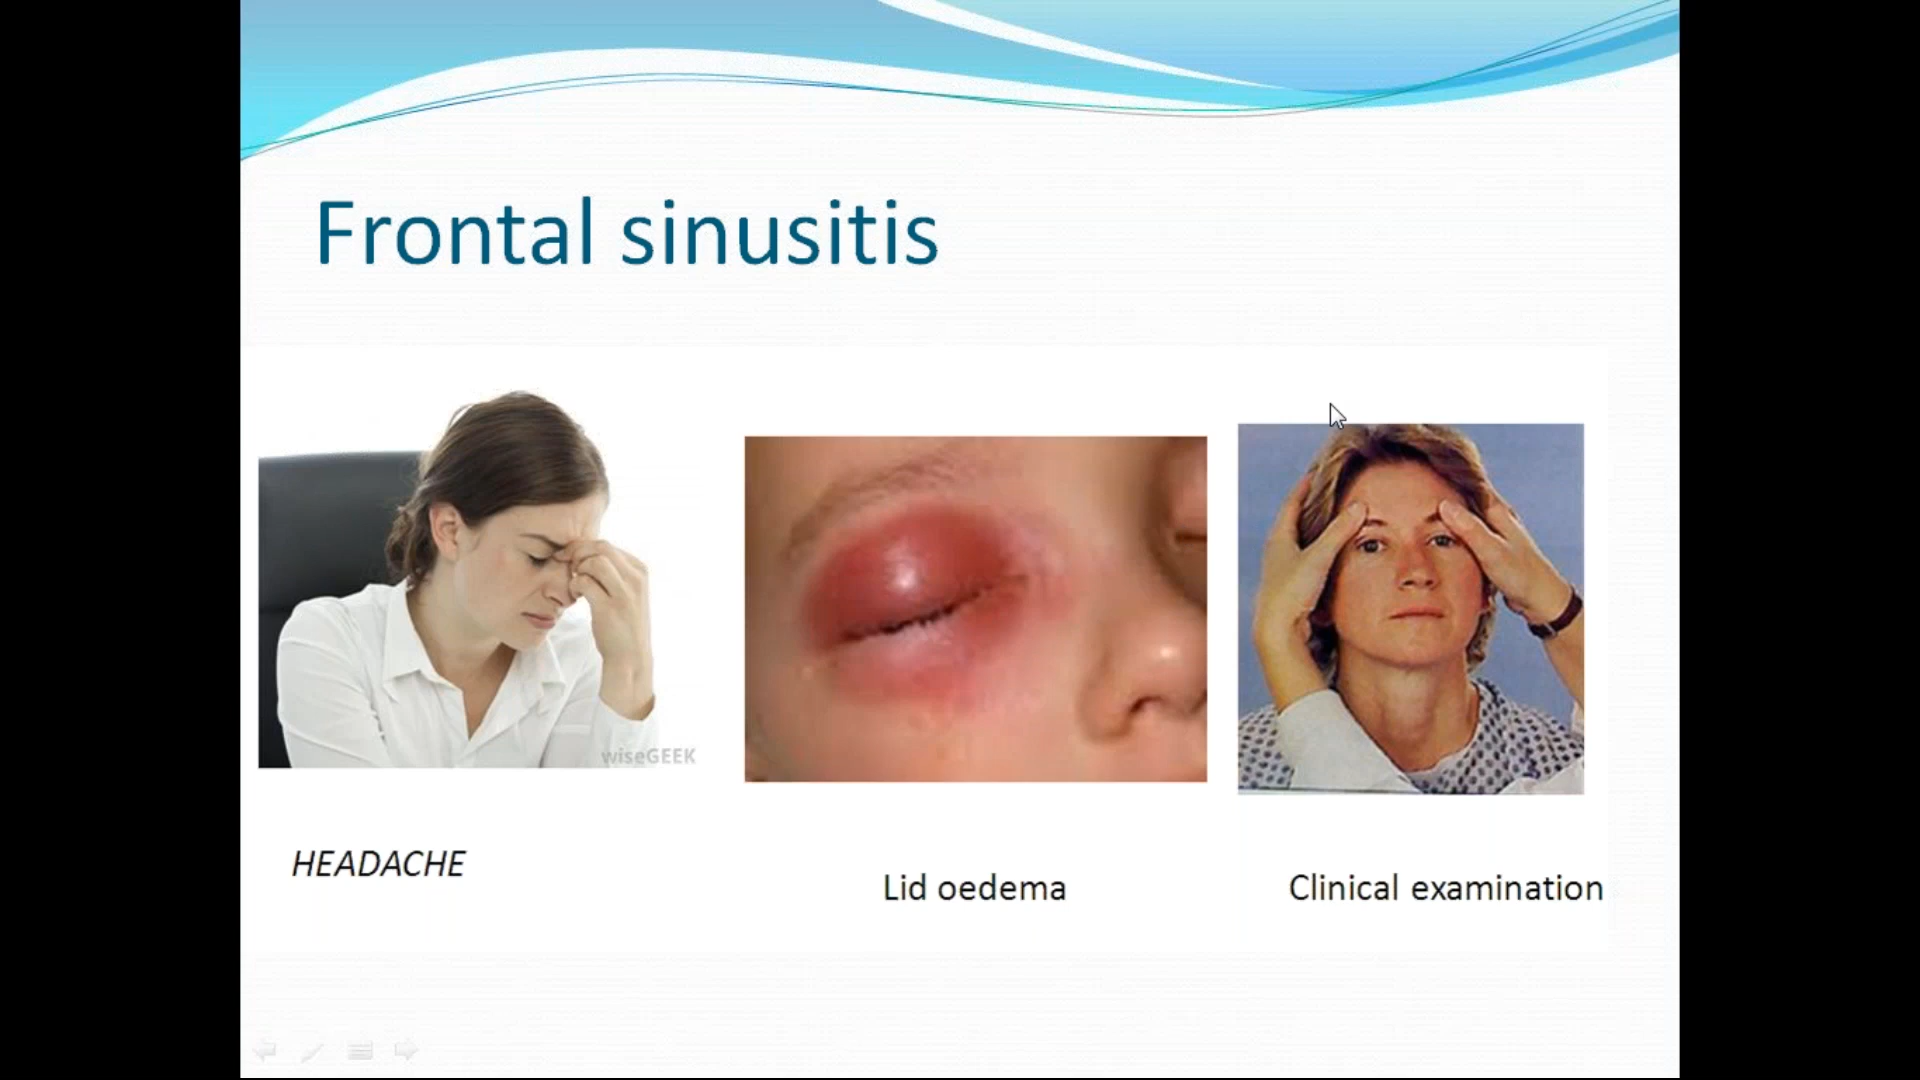 Frontal sinusitis
wiseGEEK
HEADACHE
Lid oedema
Clinical examination